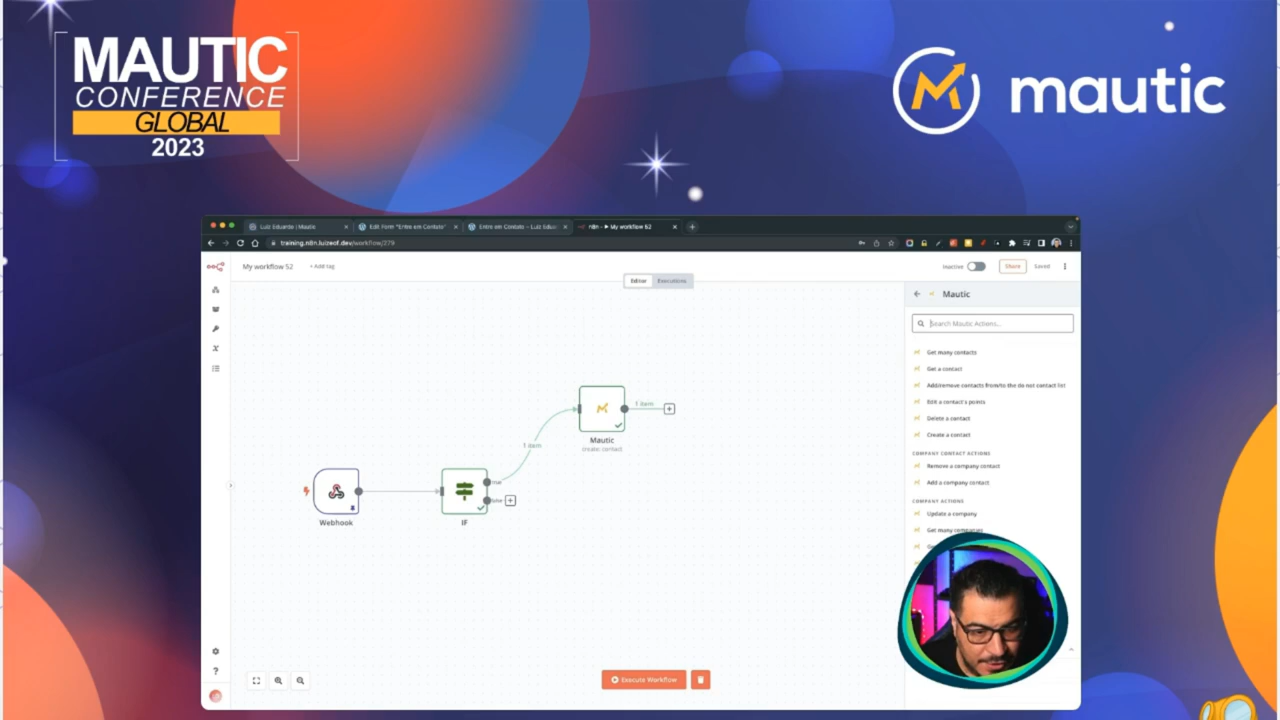 MAUTIC
CONFERENCE
GLOBAL
2023
mautic
Luiz Eduardo | Mautic
Edit Form "Entre em Contato"
Entre em Contato – Luiz Eduar
n8n - ▶ My workflow 52
training.n8n.luizeof.dev/workflow/279
My workflow 52
+ Add tag
Inactive
Share
Saved
Editor
Executions
Mautic
Search Mautic Actions...
Get many contacts
Get a contact
Add/remove contacts from/to the do not contact list
Edit a contact's points
Delete a contact
Create a contact
COMPANY CONTACT ACTIONS
Remove a company contact
Add a company contact
COMPANY ACTIONS
Update a company
Get many companies
1 item
Mautic
create: contact
1 item
true
false
Webhook
IF
Execute Workflow